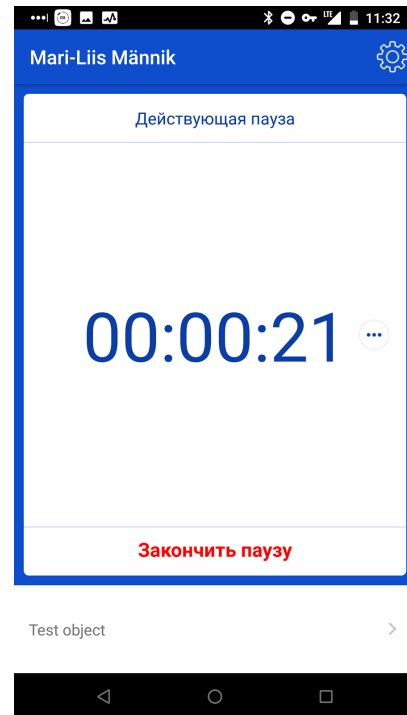 11:32
Mari-Liis Männik
Действующая пауза
00:00:21
Закончить паузу
Test object